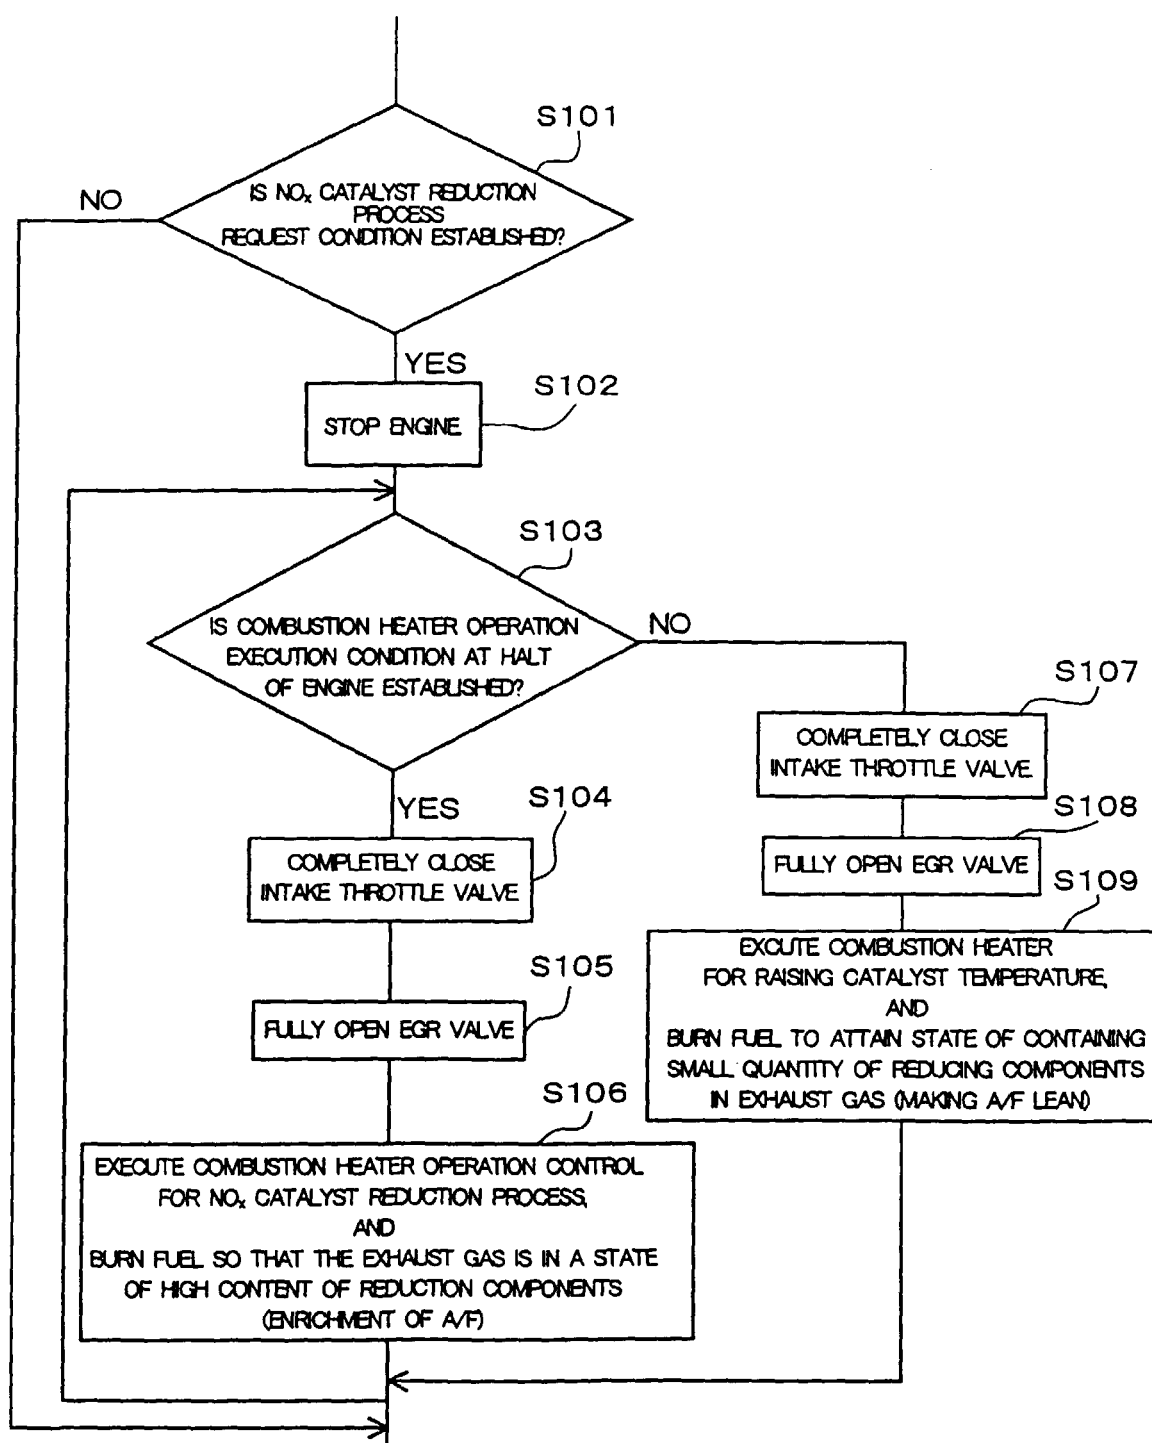 S101
IS NOx CATALYST REDUCTION
PROCESS
REQUEST CONDITION ESTABLISHED?
NO
YES
S102
STOP ENGINE
S103
IS COMBUSTION HEATER OPERATION
EXECUTION CONDITION AT HALT
OF ENGINE ESTABLISHED?
NO
YES
S104
COMPLETELY CLOSE
INTAKE THROTTLE VALVE
S105
FULLY OPEN EGR VALVE
S106
EXECUTE COMBUSTION HEATER OPERATION CONTROL
FOR NOx CATALYST REDUCTION PROCESS,
AND
BURN FUEL SO THAT THE EXHAUST GAS IS IN A STATE
OF HIGH CONTENT OF REDUCTION COMPONENTS
(ENRICHMENT OF A/F)
S107
COMPLETELY CLOSE
INTAKE THROTTLE VALVE
S108
FULLY OPEN EGR VALVE
S109
EXCUTE COMBUSTION HEATER
FOR RAISING CATALYST TEMPERATURE,
AND
BURN FUEL TO ATTAIN STATE OF CONTAINING
SMALL QUANTITY OF REDUCING COMPONENTS
IN EXHAUST GAS (MAKING A/F LEAN)